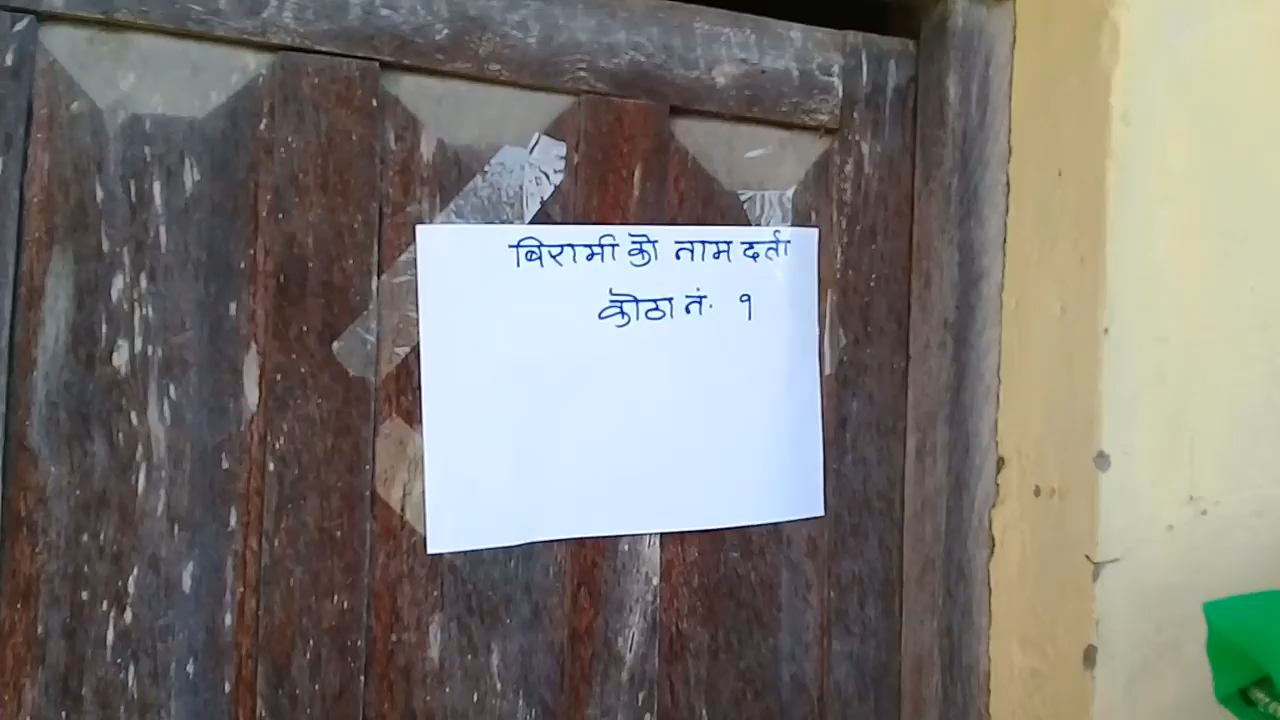 बिरामी को नाम दर्ता
कोठा नं. १